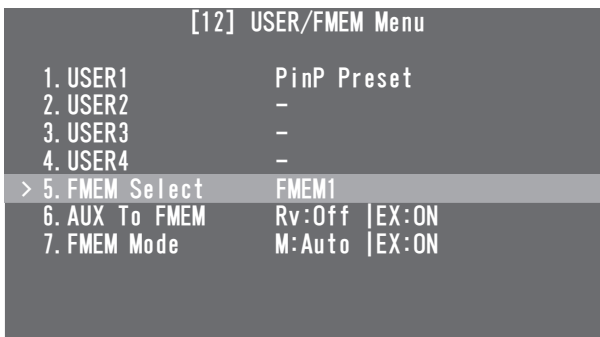 [12] USER/FMEM Menu
1. USER1 PinP Preset
2. USER2 –
3. USER3 –
4. USER4 –
> 5. FMEM Select FMEM1
6. AUX To FMEM Rv:Off |EX:ON
7. FMEM Mode M:Auto |EX:ON